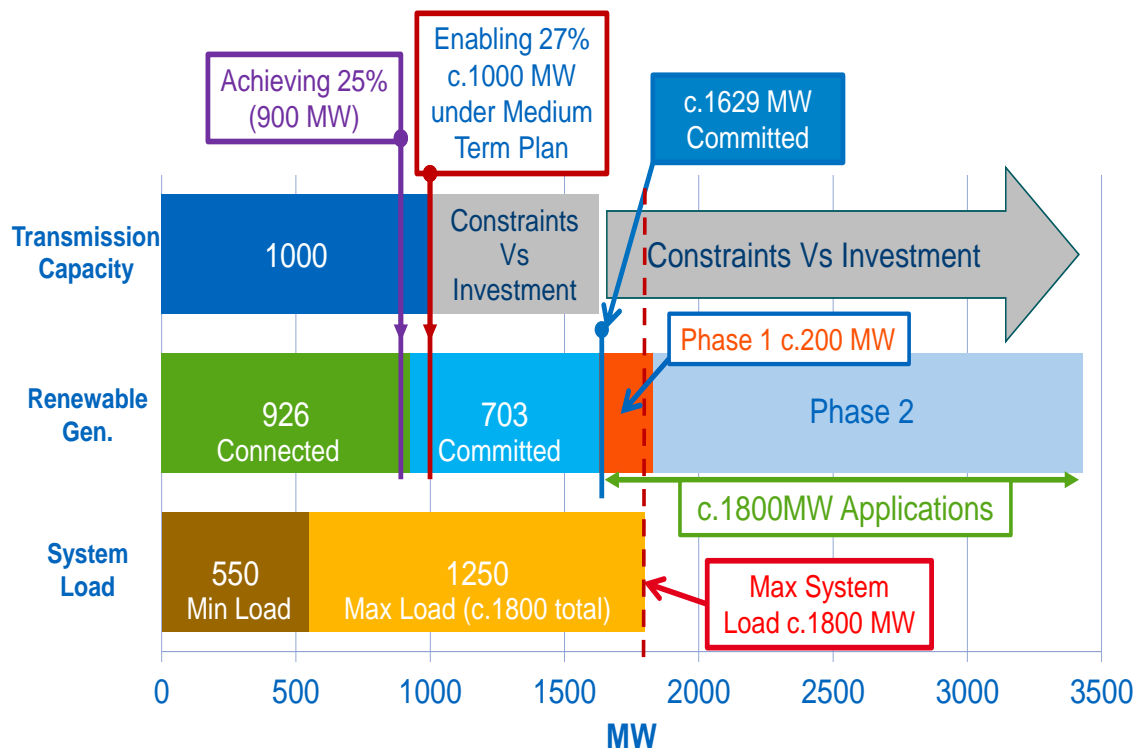 Achieving 25%
(900 MW)
Enabling 27%
c.1000 MW
under Medium
Term Plan
c.1629 MW
Committed
Transmission
Capacity
1000
Constraints
Vs
Investment
Constraints Vs Investment
Phase 1 c.200 MW
Renewable
Gen.
926
Connected
703
Committed
Phase 2
c.1800MW Applications
System
Load
550
Min Load
1250
Max Load (c.1800 total)
Max System
Load c.1800 MW
0 500 1000 1500 2000 2500 3000 3500
MW